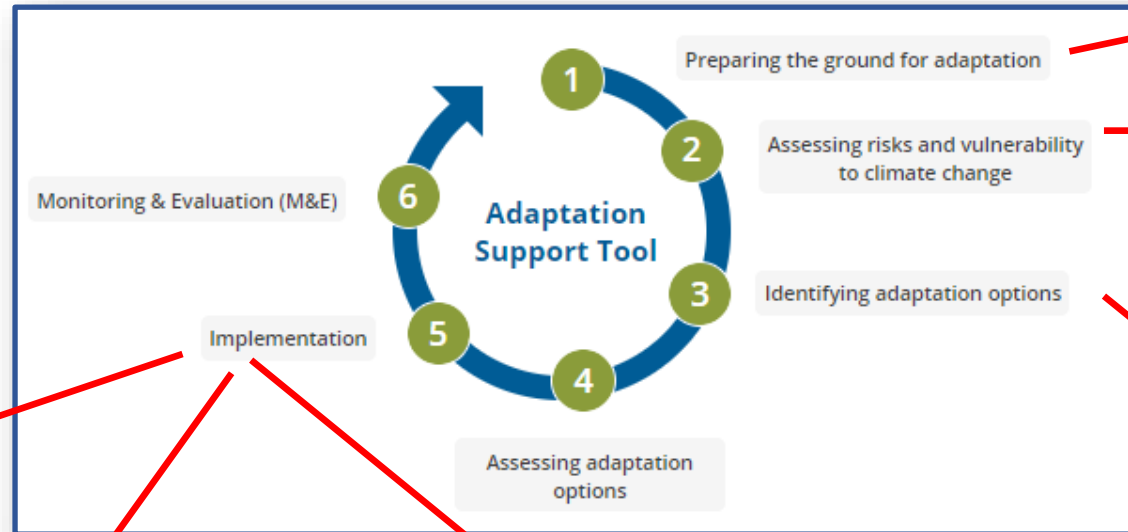 1
Preparing the ground for adaptation
2
Assessing risks and vulnerability
to climate change
Adaptation
Support Tool
3
Identifying adaptation options
4
Assessing adaptation
options
5
Implementation
6
Monitoring & Evaluation (M&E)